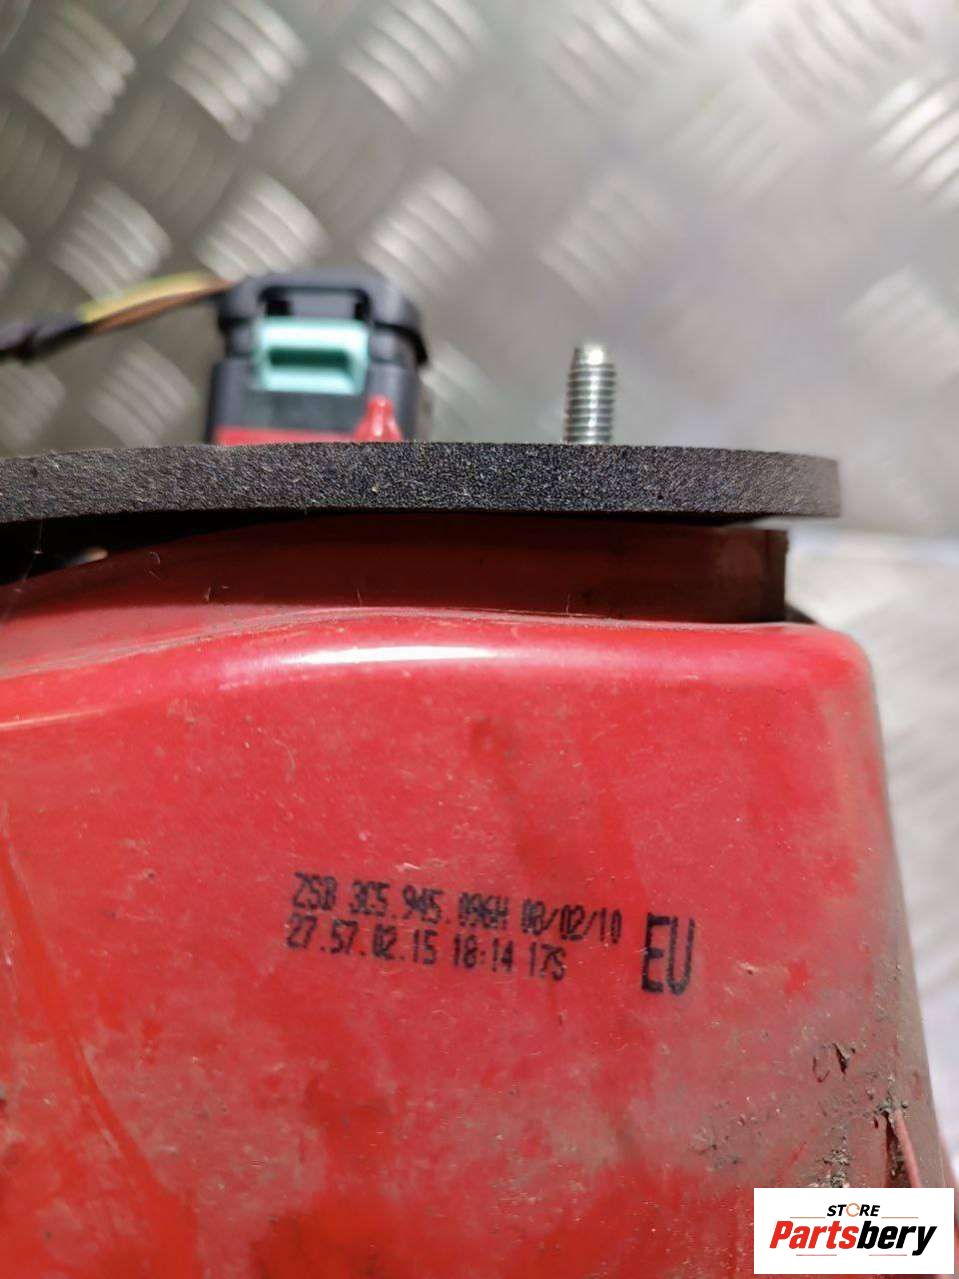 ZSB 3C5.945.096H 08/02/10
27.57.02.15 18:14 17S
EU
STORE
Partsbery